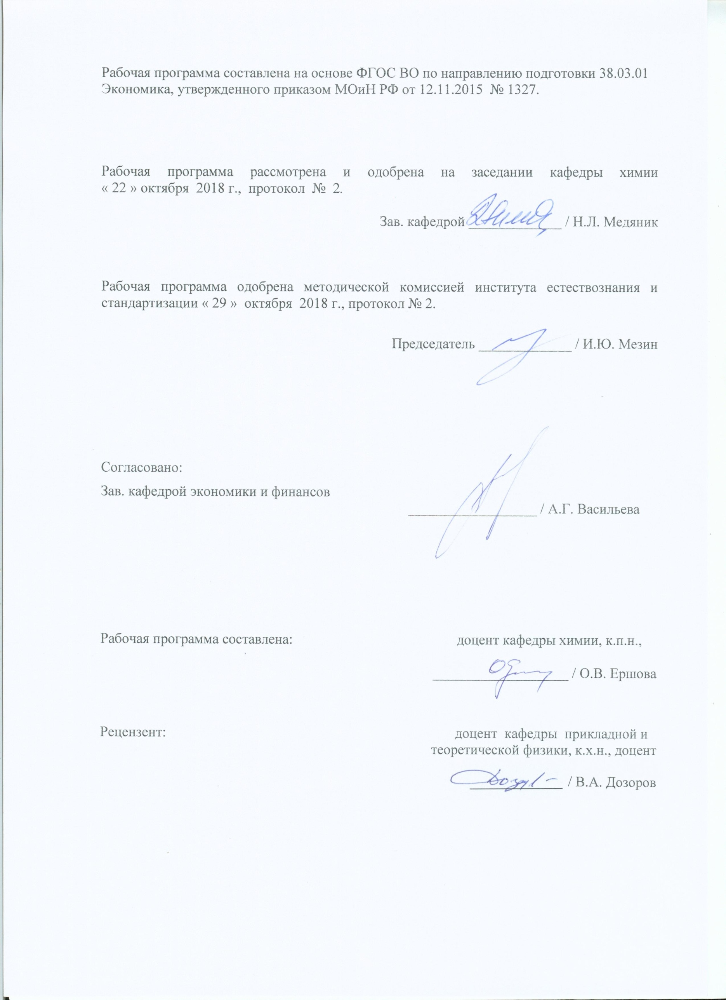 Рабочая программа составлена на основе ФГОС ВО по направлению подготовки 38.03.01
Экономика, утвержденного приказом МОиН РФ от 12.11.2015 № 1327.
Рабочая программа рассмотрена и одобрена на заседании кафедры химии
« 22 » октября 2018 г., протокол № 2.
Зав. кафедрой ______________ / Н.Л. Медяник
Рабочая программа одобрена методической комиссией института естествознания и
стандартизации « 29 » октября 2018 г., протокол № 2.
Председатель ______________ / И.Ю. Мезин
Согласовано:
Зав. кафедрой экономики и финансов
___________________ / А.Г. Васильева
Рабочая программа составлена:
доцент кафедры химии, к.п.н.,
____________________ / О.В. Ершова
Рецензент:
доцент кафедры прикладной и
теоретической физики, к.х.н., доцент
______________ / В.А. Дозоров